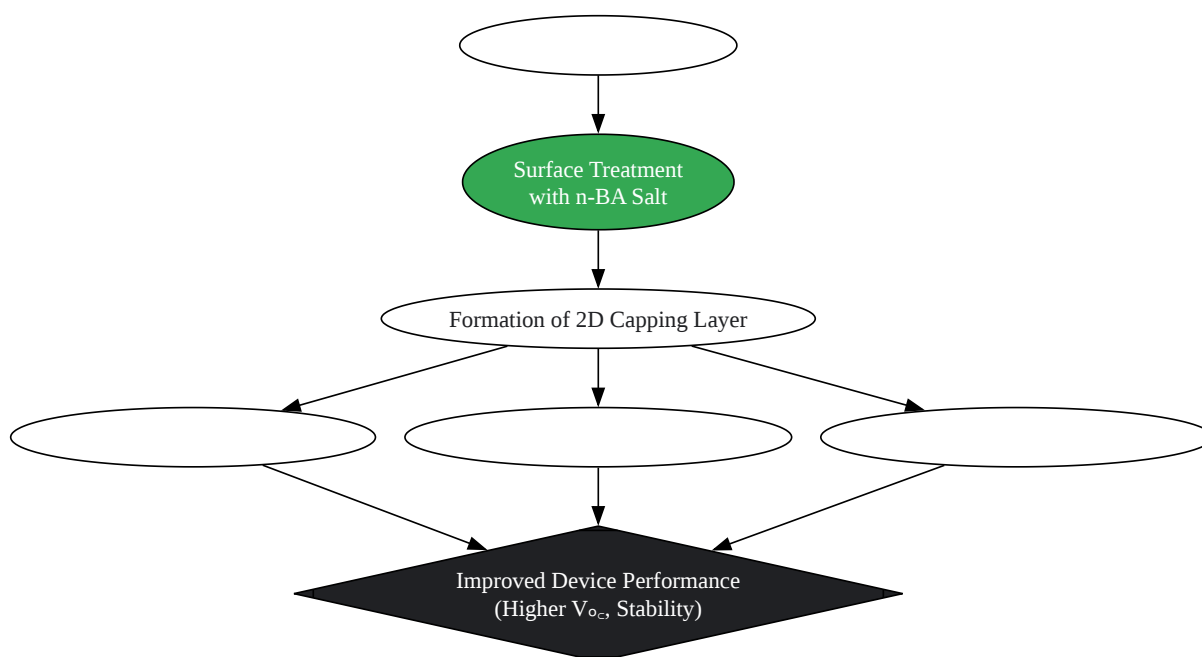 Surface Treatment
with n-BA Salt
Formation of 2D Capping Layer
Improved Device Performance
(Higher Vₒ꜀, Stability)